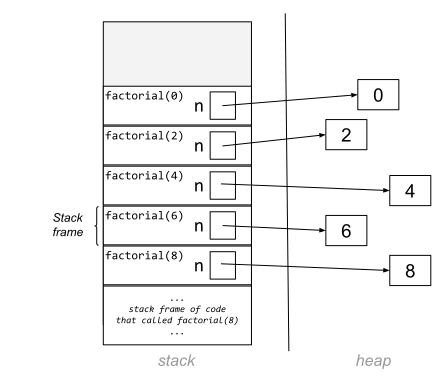 factorial(0)
n
0
factorial(2)
n
2
factorial(4)
n
4
Stack
frame
factorial(6)
n
6
factorial(8)
n
8
...
stack frame of code
that called factorial(8)
...
stack
heap